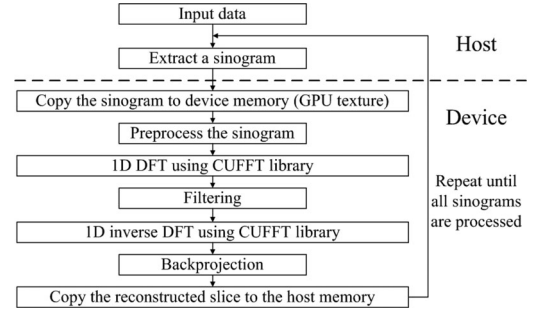 Input data
Extract a sinogram
Host
Copy the sinogram to device memory (GPU texture)
Device
Preprocess the sinogram
1D DFT using CUFFT library
Filtering
1D inverse DFT using CUFFT library
Backprojection
Copy the reconstructed slice to the host memory
Repeat until
all sinograms
are processed